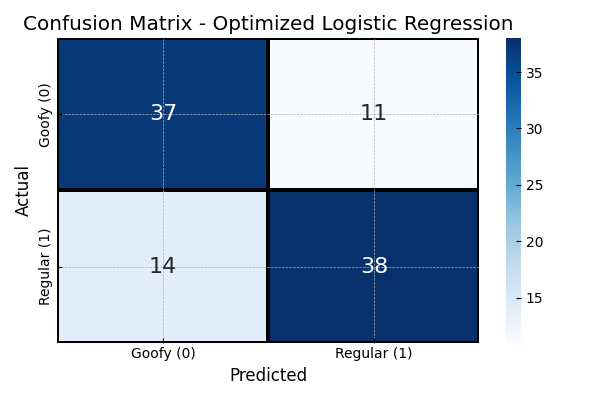 Confusion Matrix - Optimized Logistic Regression
Actual
Goofy (0)
37
11
35
30
25
20
15
Regular (1)
14
38
Goofy (0)
Regular (1)
Predicted